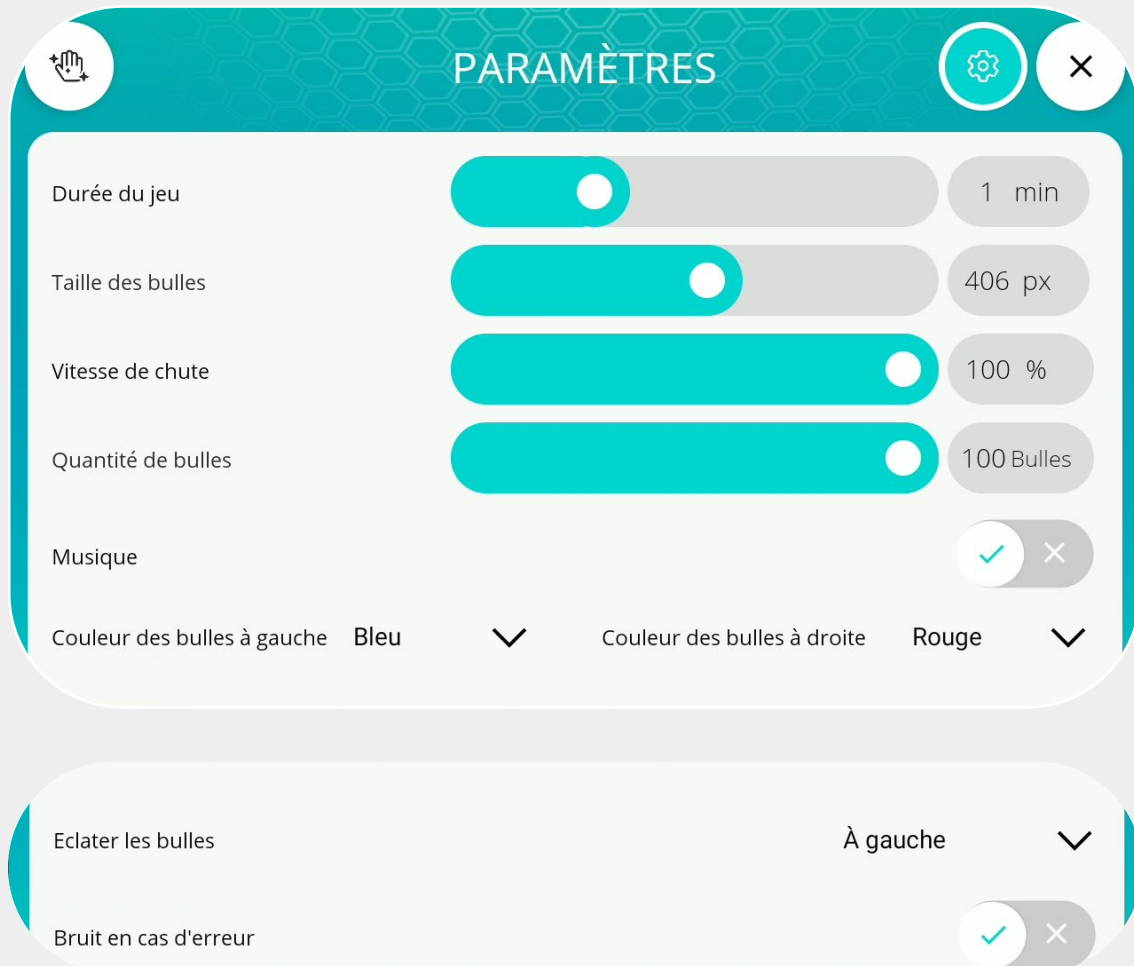 PARAMÈTRES
Durée du jeu 1 min
Taille des bulles 406 px
Vitesse de chute 100 %
Quantité de bulles 100 Bulles
Musique
Couleur des bulles à gauche Bleu Couleur des bulles à droite Rouge
Eclater les bulles À gauche
Bruit en cas d'erreur